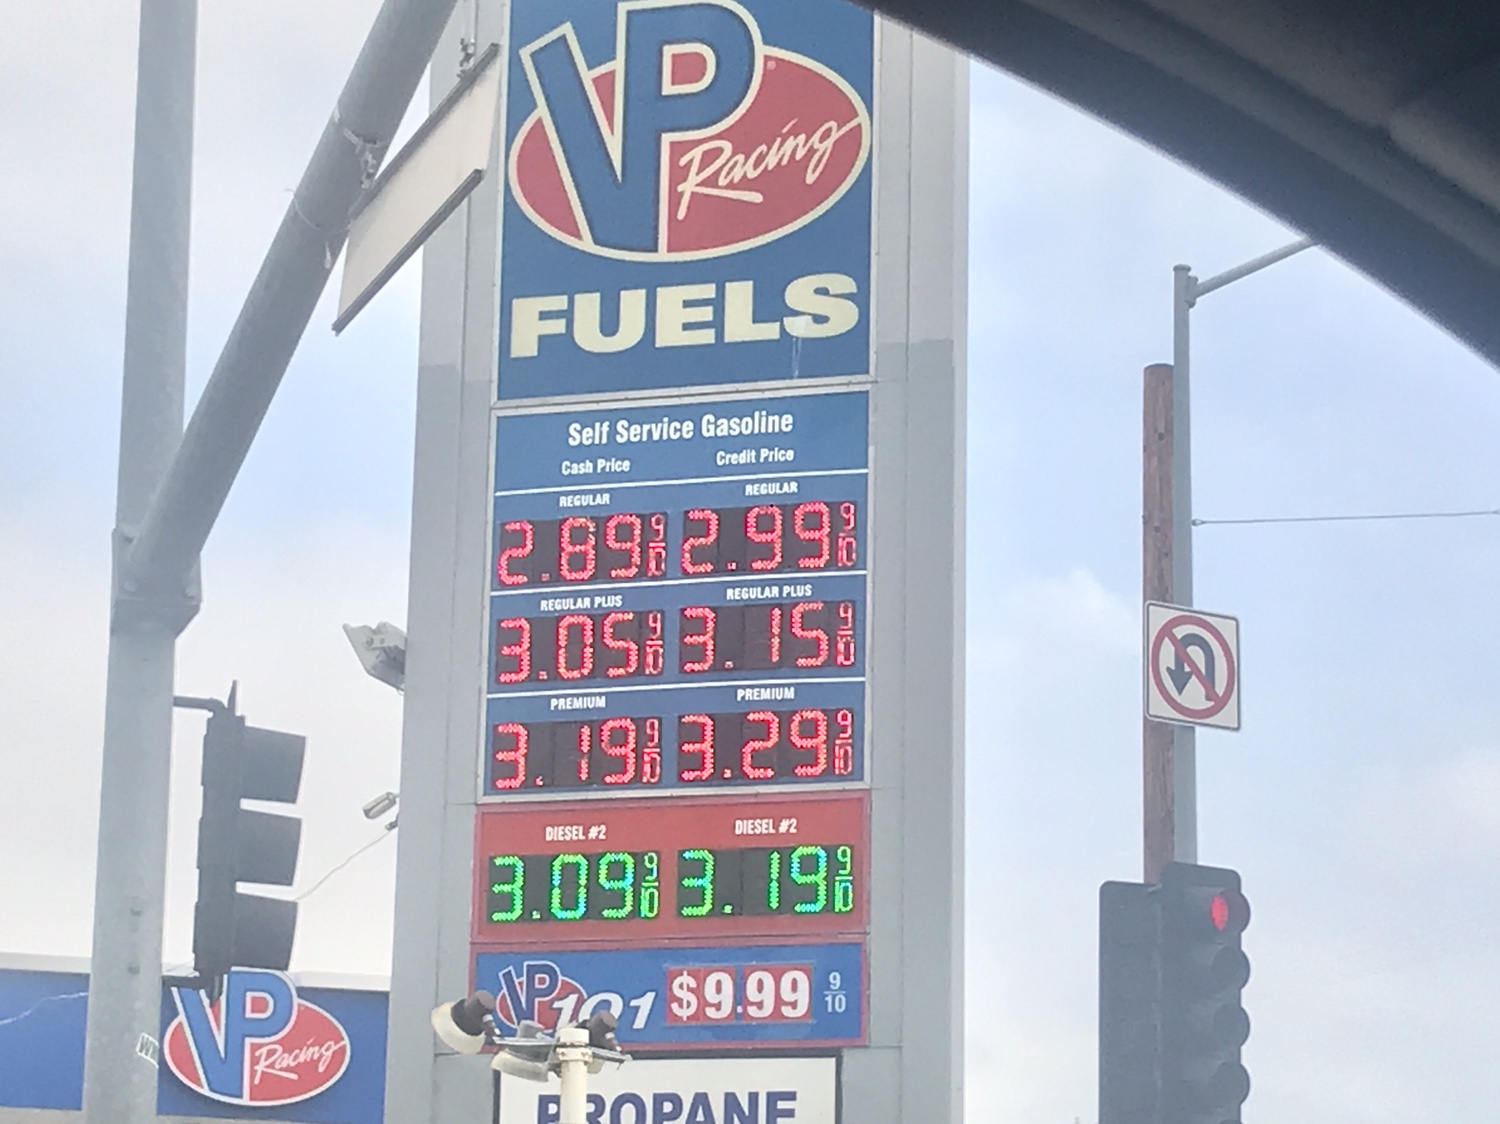 VP
Racing
FUELS
Self Service Gasoline
Cash Price Credit Price
REGULAR REGULAR
2.89 9/10 2.99 9/10
REGULAR PLUS REGULAR PLUS
3.05 9/10 3.15 9/10
PREMIUM PREMIUM
3.19 9/10 3.29 9/10
DIESEL #2 DIESEL #2
3.09 9/10 3.19 9/10
VP 101 $9.99 9/10
PROPANE
VP
Racing